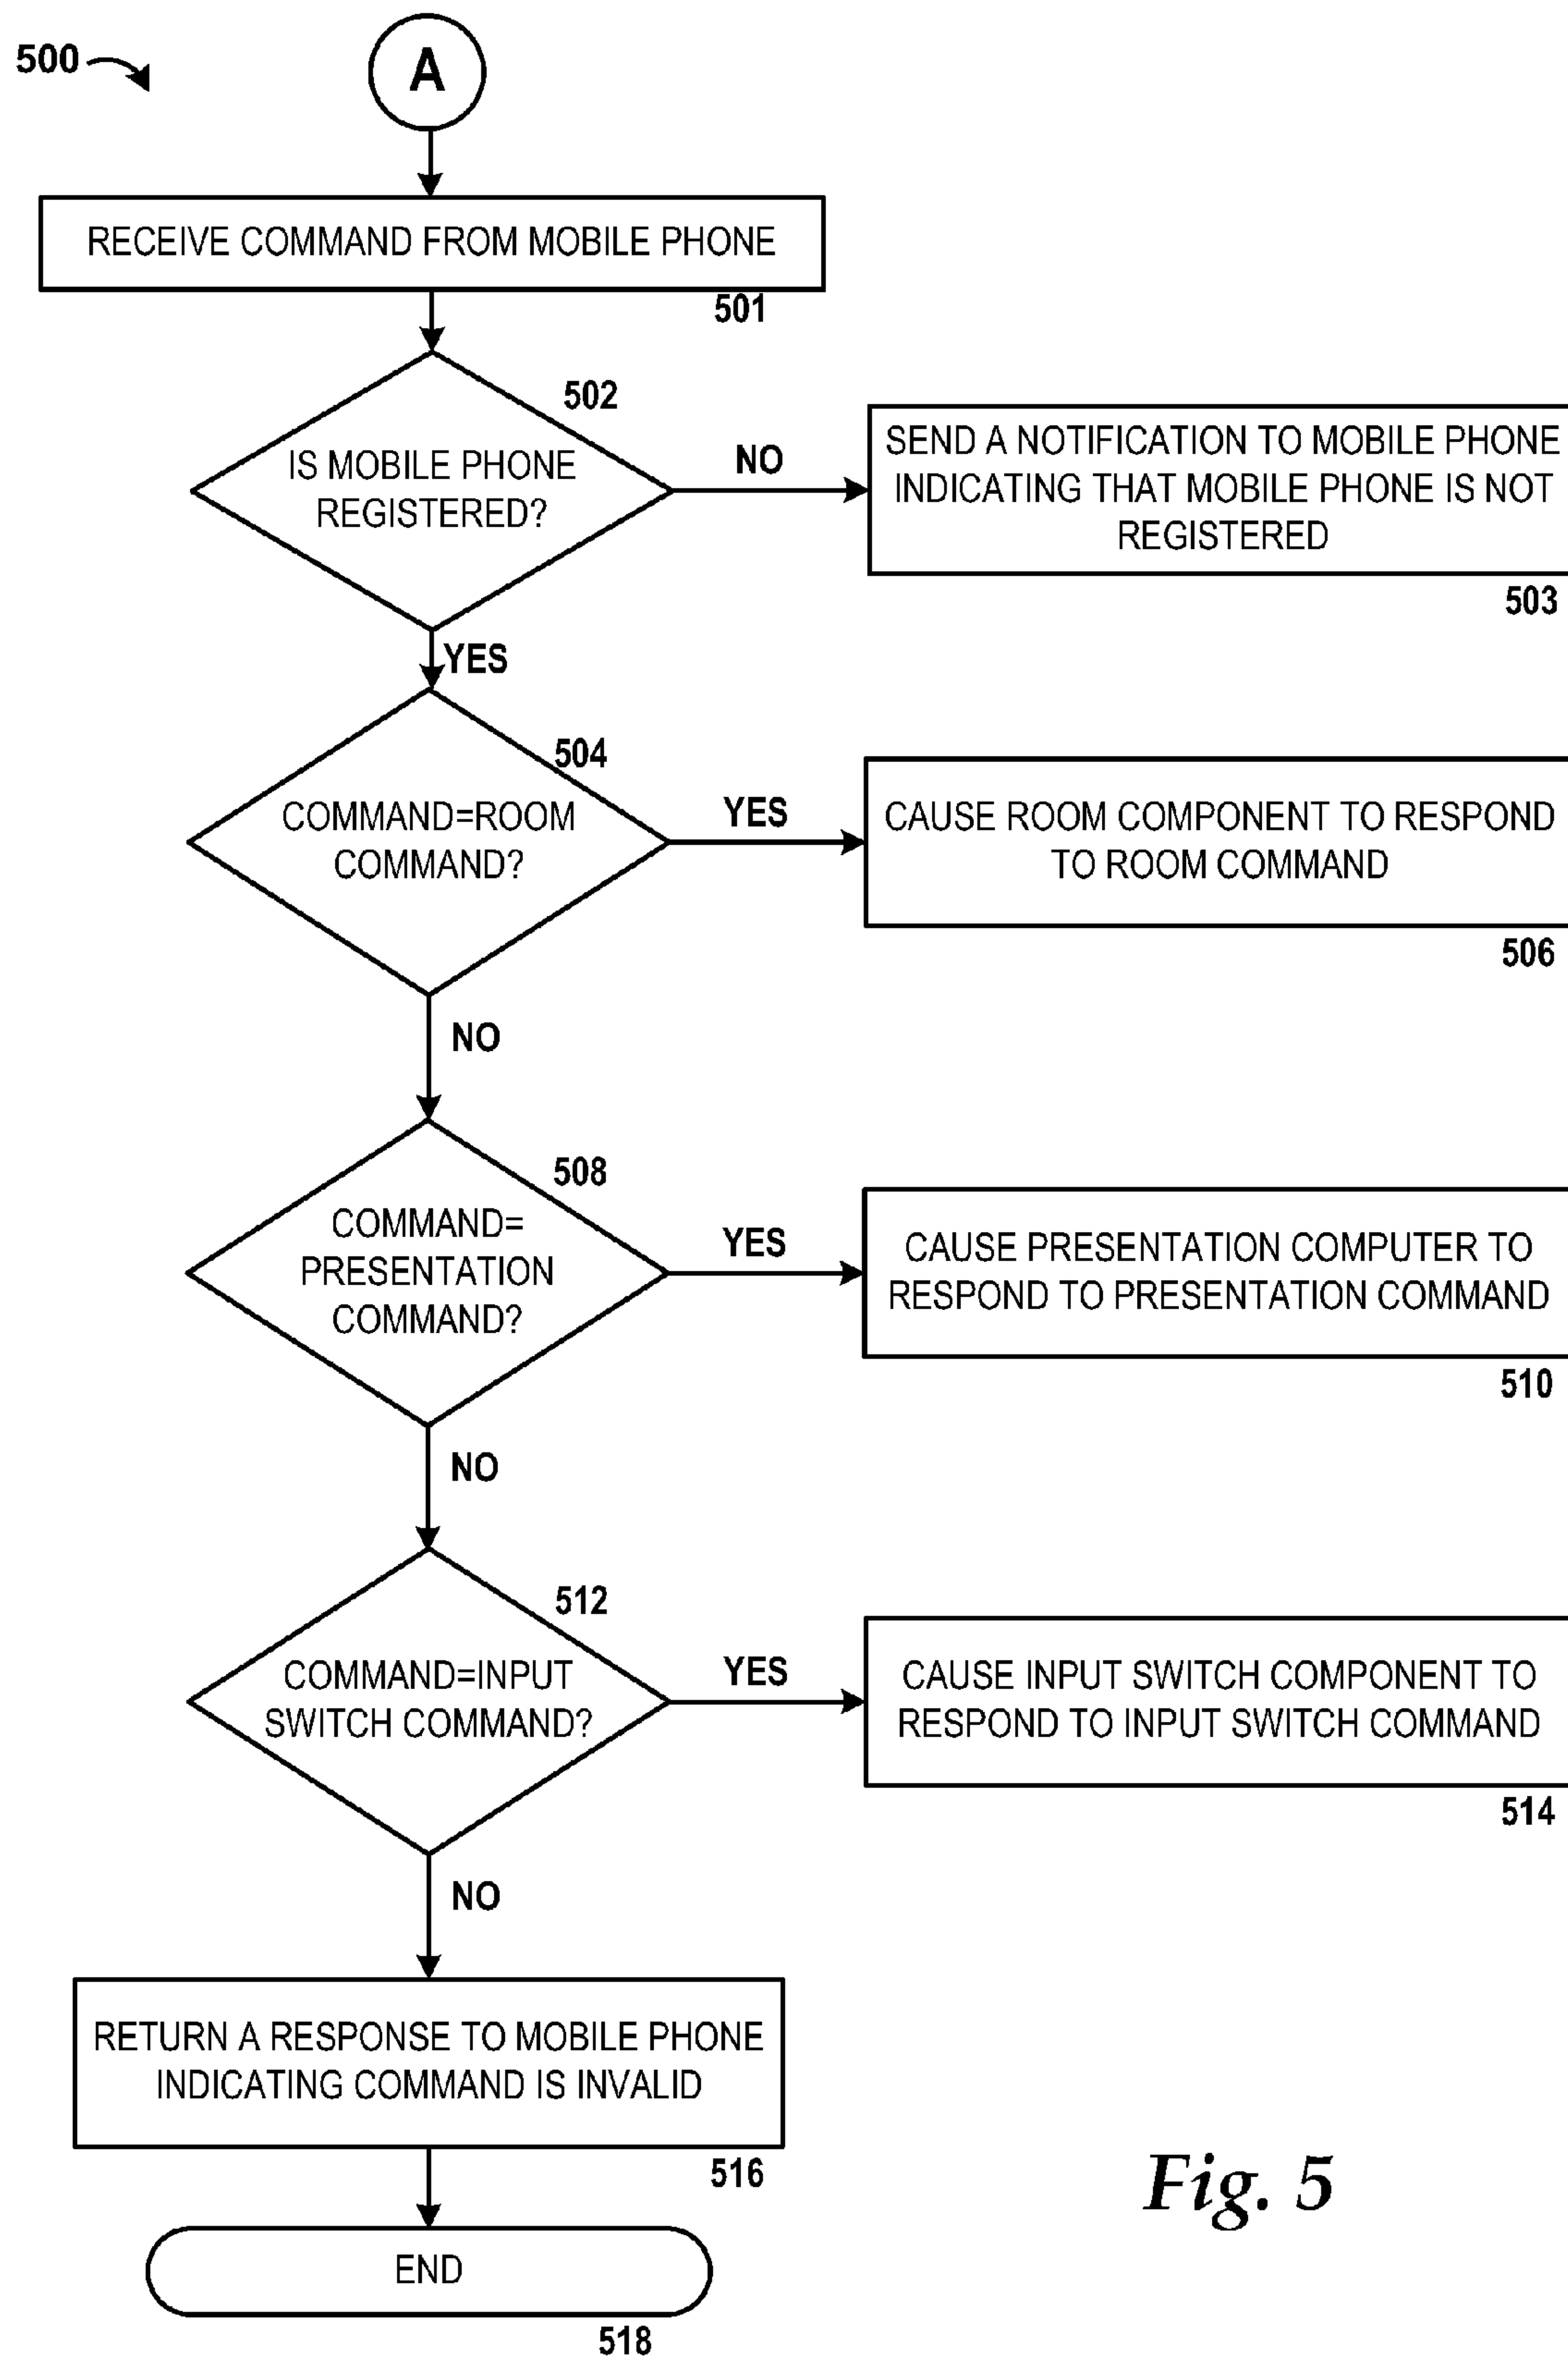 500
A
RECEIVE COMMAND FROM MOBILE PHONE
501
502
IS MOBILE PHONE
REGISTERED?
NO
SEND A NOTIFICATION TO MOBILE PHONE
INDICATING THAT MOBILE PHONE IS NOT
REGISTERED
503
YES
504
COMMAND=ROOM
COMMAND?
YES
CAUSE ROOM COMPONENT TO RESPOND
TO ROOM COMMAND
506
NO
508
COMMAND=
PRESENTATION
COMMAND?
YES
CAUSE PRESENTATION COMPUTER TO
RESPOND TO PRESENTATION COMMAND
510
NO
512
COMMAND=INPUT
SWITCH COMMAND?
YES
CAUSE INPUT SWITCH COMPONENT TO
RESPOND TO INPUT SWITCH COMMAND
514
NO
RETURN A RESPONSE TO MOBILE PHONE
INDICATING COMMAND IS INVALID
516
END
518
Fig. 5